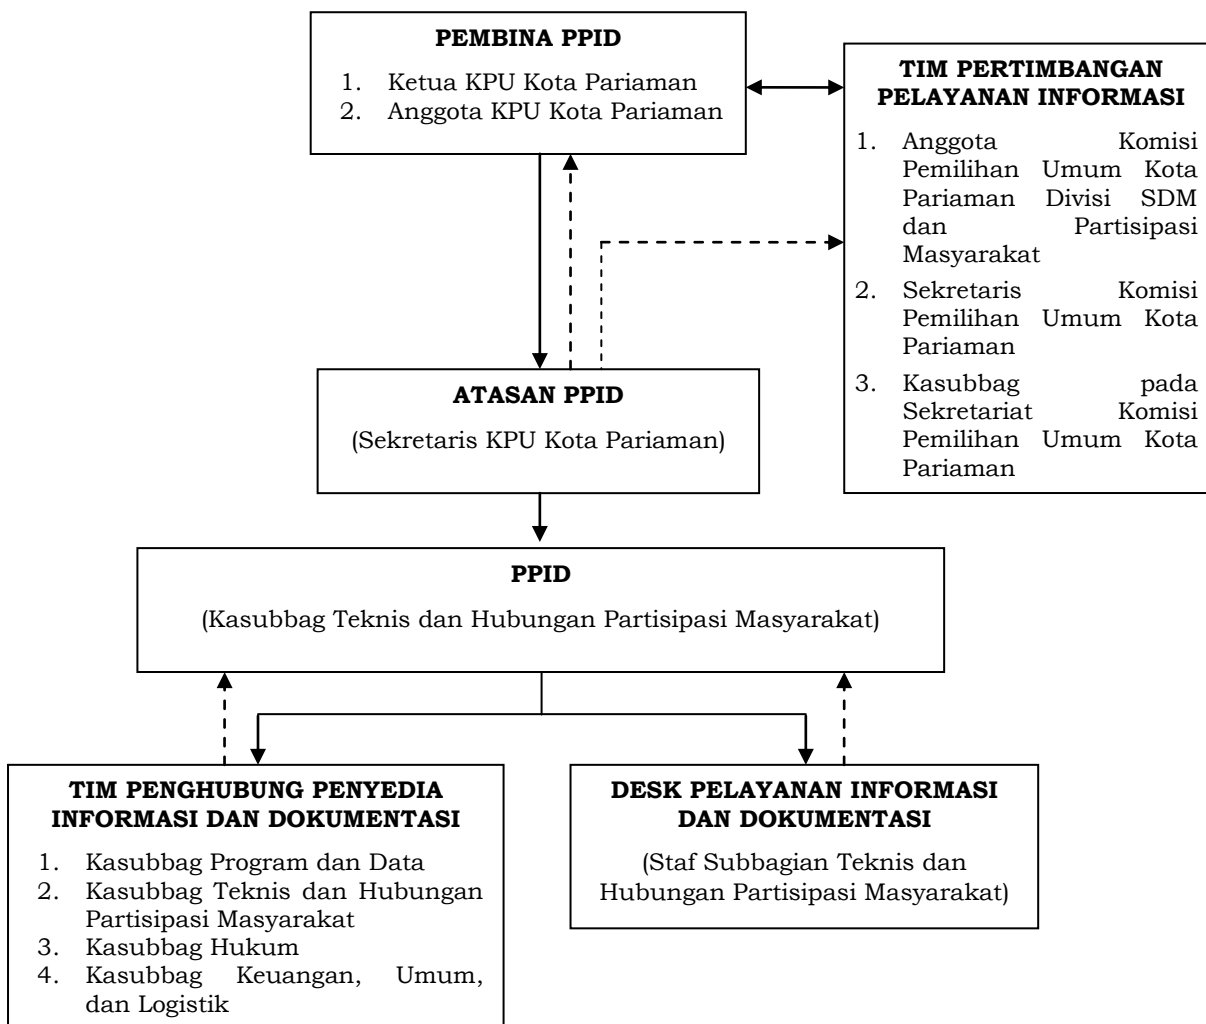 PEMBINA PPID
1. Ketua KPU Kota Pariaman
2. Anggota KPU Kota Pariaman
TIM PERTIMBANGAN
PELAYANAN INFORMASI
1. Anggota Komisi
Pemilihan Umum Kota
Pariaman Divisi SDM
dan Partisipasi
Masyarakat
2. Sekretaris Komisi
Pemilihan Umum Kota
Pariaman
3. Kasubbag pada
Sekretariat Komisi
Pemilihan Umum Kota
Pariaman
ATASAN PPID
(Sekretaris KPU Kota Pariaman)
PPID
(Kasubbag Teknis dan Hubungan Partisipasi Masyarakat)
TIM PENGHUBUNG PENYEDIA
INFORMASI DAN DOKUMENTASI
1. Kasubbag Program dan Data
2. Kasubbag Teknis dan Hubungan
Partisipasi Masyarakat
3. Kasubbag Hukum
4. Kasubbag Keuangan, Umum,
dan Logistik
DESK PELAYANAN INFORMASI
DAN DOKUMENTASI
(Staf Subbagian Teknis dan
Hubungan Partisipasi Masyarakat)